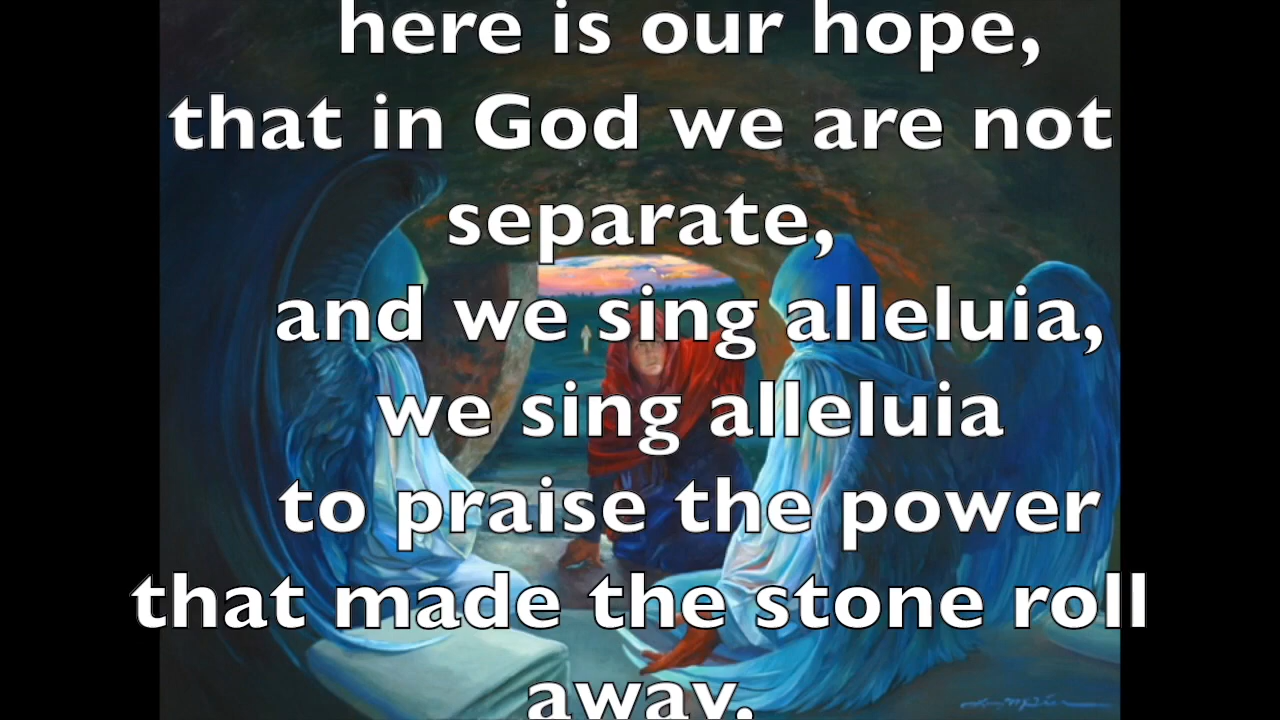 here is our hope,
that in God we are not
separate,
and we sing alleluia,
we sing alleluia
to praise the power
that made the stone roll
away.